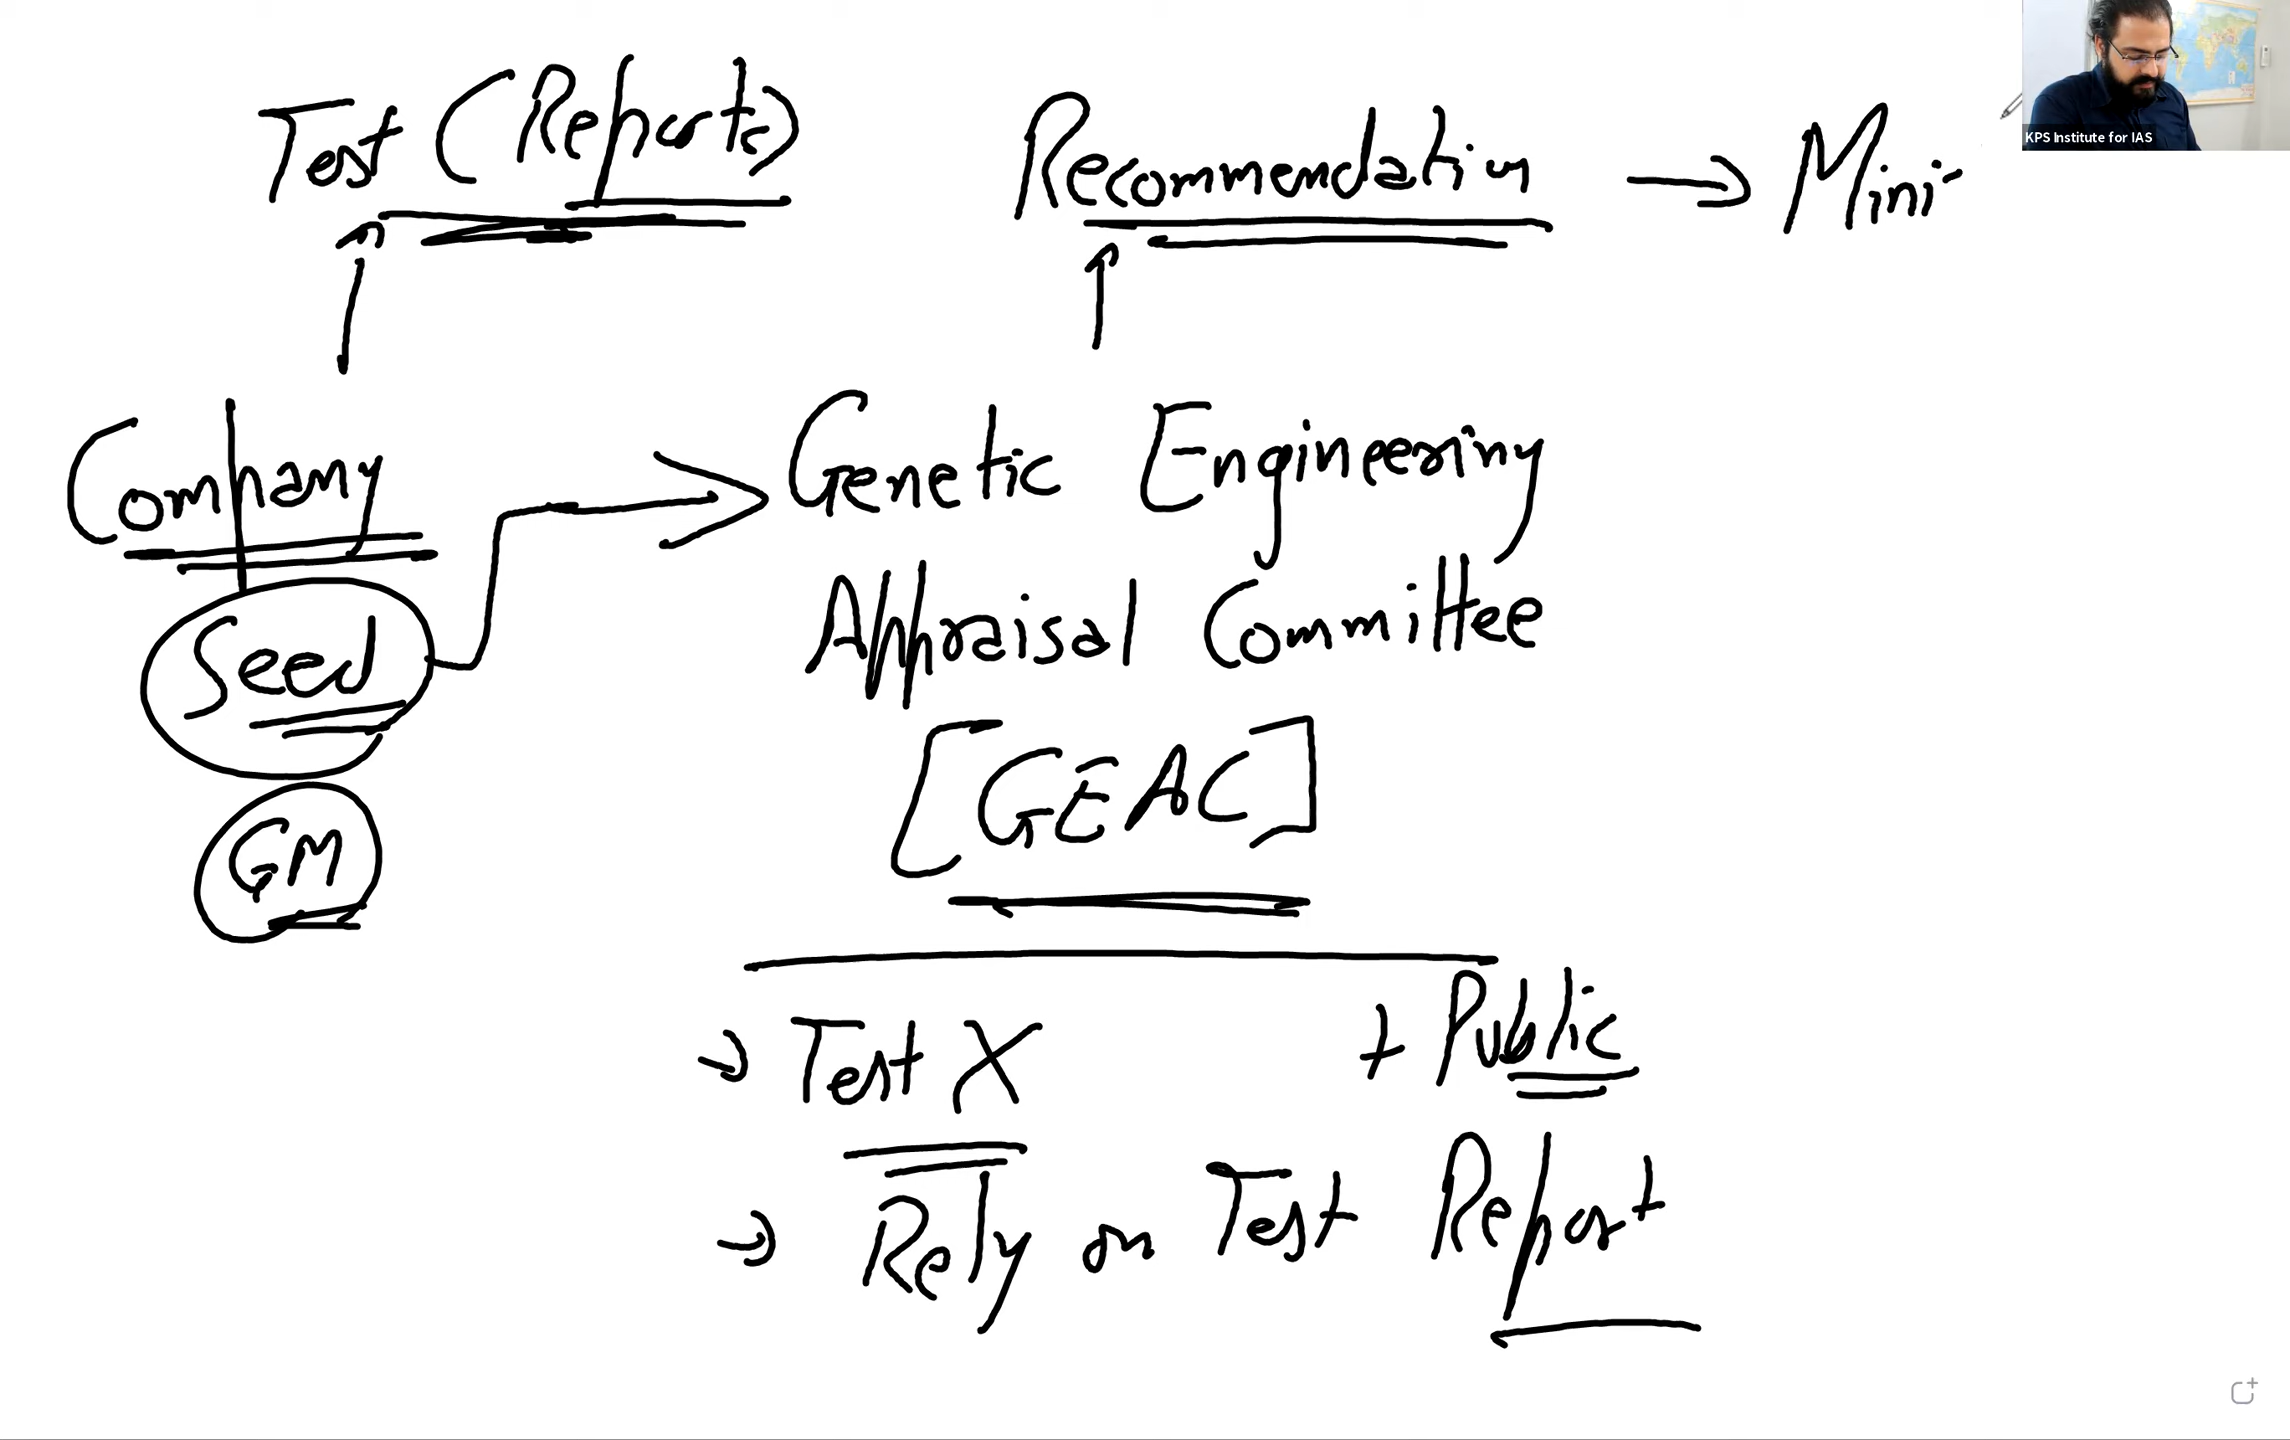 Test (Reports) Recommendation → Mini-
KPS Institute for IAS
Company
Genetic Engineering
Appraisal Committee
Seed
[GEAC]
GM
→ Test X + Public
→ Rely on Test Report